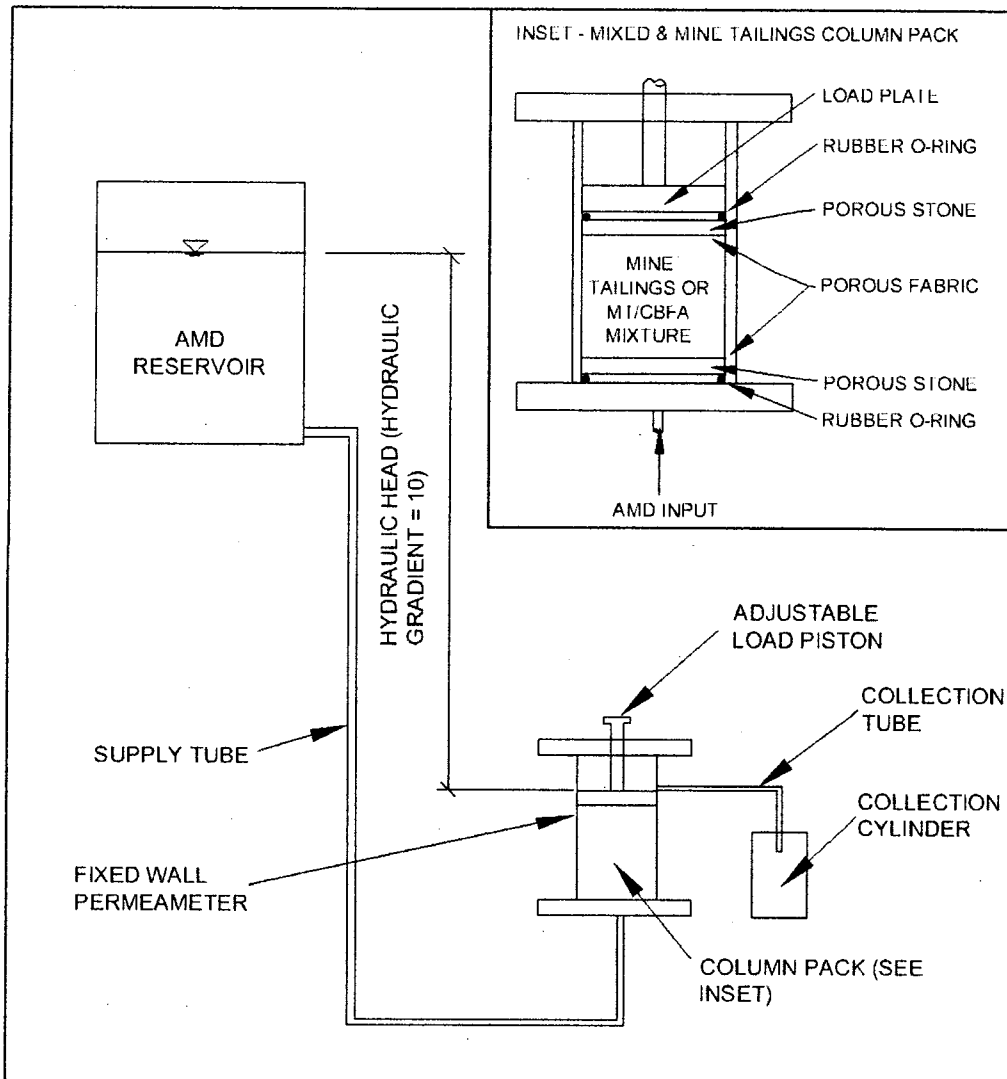 INSET - MIXED & MINE TAILINGS COLUMN PACK
LOAD PLATE
RUBBER O-RING
POROUS STONE
MINE
TAILINGS OR
MT/CBFA
MIXTURE
POROUS FABRIC
POROUS STONE
RUBBER O-RING
AMD INPUT
AMD
RESERVOIR
HYDRAULIC HEAD (HYDRAULIC
GRADIENT = 10)
ADJUSTABLE
LOAD PISTON
COLLECTION
TUBE
SUPPLY TUBE
COLLECTION
CYLINDER
FIXED WALL
PERMEAMETER
COLUMN PACK (SEE
INSET)